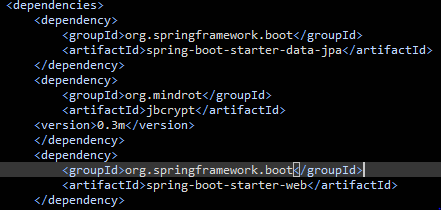 <dependencies>
<dependency>
<groupId>org.springframework.boot</groupId>
<artifactId>spring-boot-starter-data-jpa</artifactId>
</dependency>
<dependency>
<groupId>org.mindrot</groupId>
<artifactId>jbcrypt</artifactId>
<version>0.3m</version>
</dependency>
<dependency>
<groupId>org.springframework.boot</groupId>
<artifactId>spring-boot-starter-web</artifactId>
</dependency>